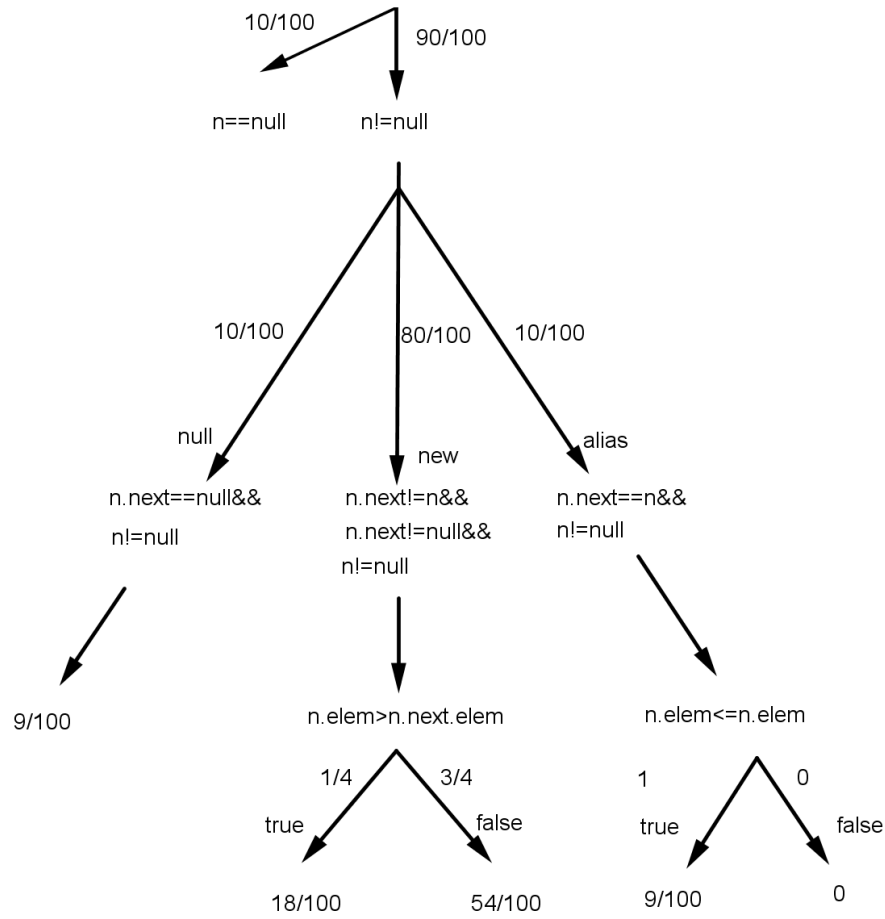 10/100
90/100
n==null
n!=null
10/100
80/100
10/100
null
new
alias
n.next==null&&
n!=null
n.next!=n&&
n.next!=null&&
n!=null
n.next==n&&
n!=null
9/100
n.elem>n.next.elem
n.elem<=n.elem
1/4
3/4
1
0
true
false
true
false
18/100
54/100
9/100
0